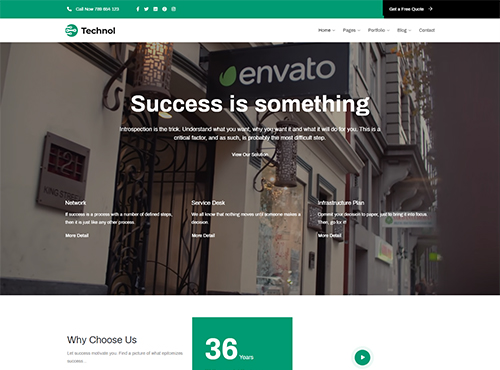 Call Now 789 654 123
Get a Free Quote
Technol
Home Pages Portfolio Blog Contact
envato
Success is something
Introspection is the trick. Understand what you want, why you want it and what it will do for you. This is a
critical factor, and as such, is probably the most difficult step.
View Our Solution
121
KING STREET
Network Service Desk Infrastructure Plan
If success is a process with a number of defined steps, We all know that nothing moves until someone makes a Commit your decision to paper, just to bring it into focus.
then it is just like any other process. decision. Then, go for it!
More Detail More Detail More Detail
Why Choose Us
36 Years
Let success motivate you. Find a picture of what epitomizes
success